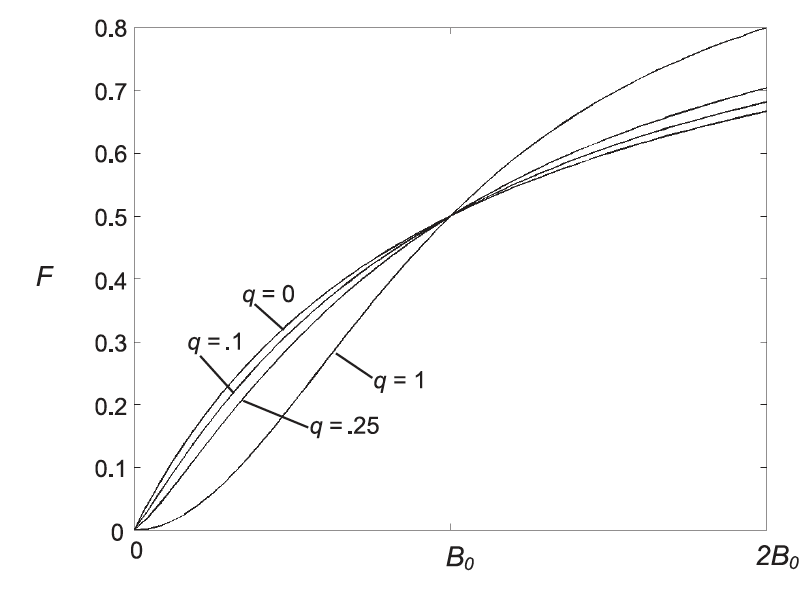 0.8
0.7
0.6
0.5
F
0.4
q = 0
0.3
q = .1
q = 1
0.2
q = .25
0.1
0
0
B₀
2B₀